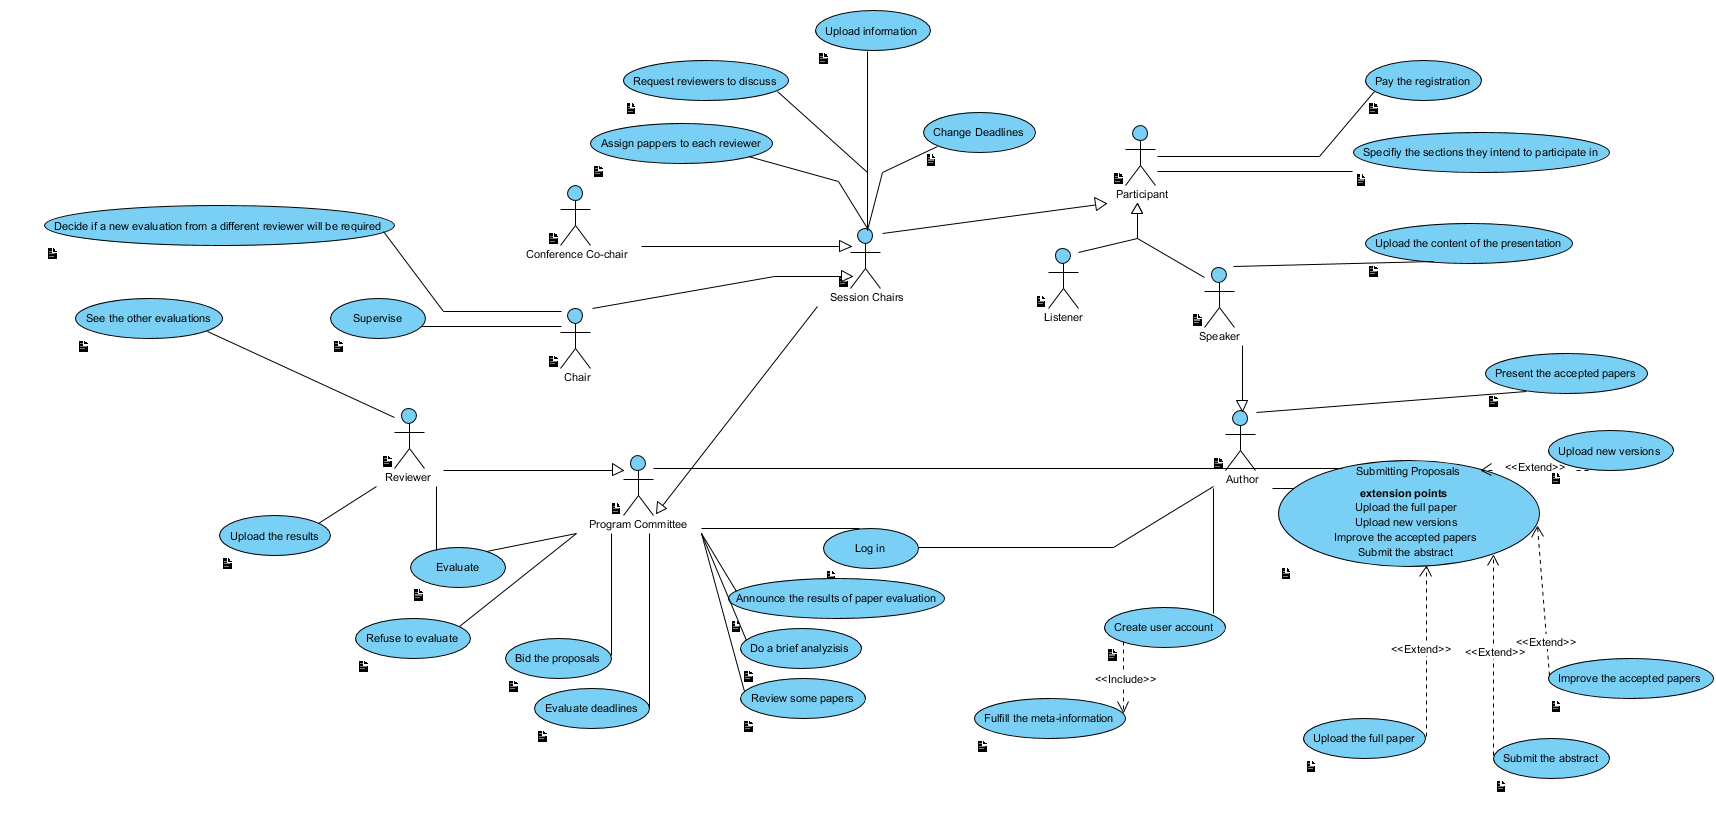 Upload information
Request reviewers to discuss
Pay the registration
Change Deadlines
Assign pappers to each reviewer
Specifiy the sections they intend to participate in
Participant
Decide if a new evaluation from a different reviewer will be required
Conference Co-chair
Upload the content of the presentation
Session Chairs
See the other evaluations
Supervise
Listener
Speaker
Chair
Present the accepted papers
Upload new versions
<<Extend>>
Submitting Proposals
Reviewer
Author
extension points
Upload the full paper
Upload new versions
Improve the accepted papers
Submit the abstract
Program Committee
Upload the results
Log in
Evaluate
Announce the results of paper evaluation
Create user account
Refuse to evaluate
Do a brief analyzisis
<<Extend>>
<<Extend>>
<<Extend>>
Bid the proposals
<<Include>>
Improve the accepted papers
Review some papers
Evaluate deadlines
Fulfill the meta-information
Upload the full paper
Submit the abstract